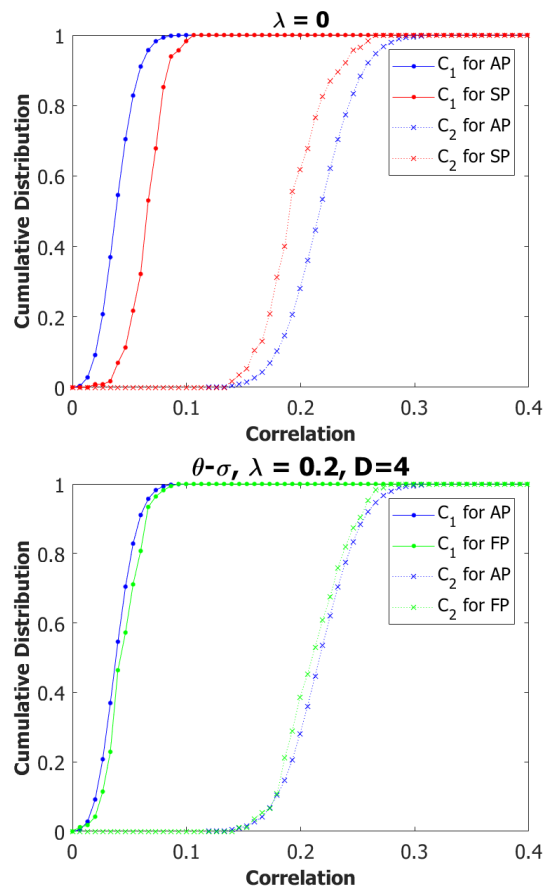 λ = 0
1
0.8
0.6
0.4
0.2
0
Cumulative Distribution
C₁ for AP
C₁ for SP
C₂ for AP
C₂ for SP
0 0.1 0.2 0.3 0.4
Correlation
θ-σ, λ = 0.2, D=4
1
0.8
0.6
0.4
0.2
0
Cumulative Distribution
C₁ for AP
C₁ for FP
C₂ for AP
C₂ for FP
0 0.1 0.2 0.3 0.4
Correlation